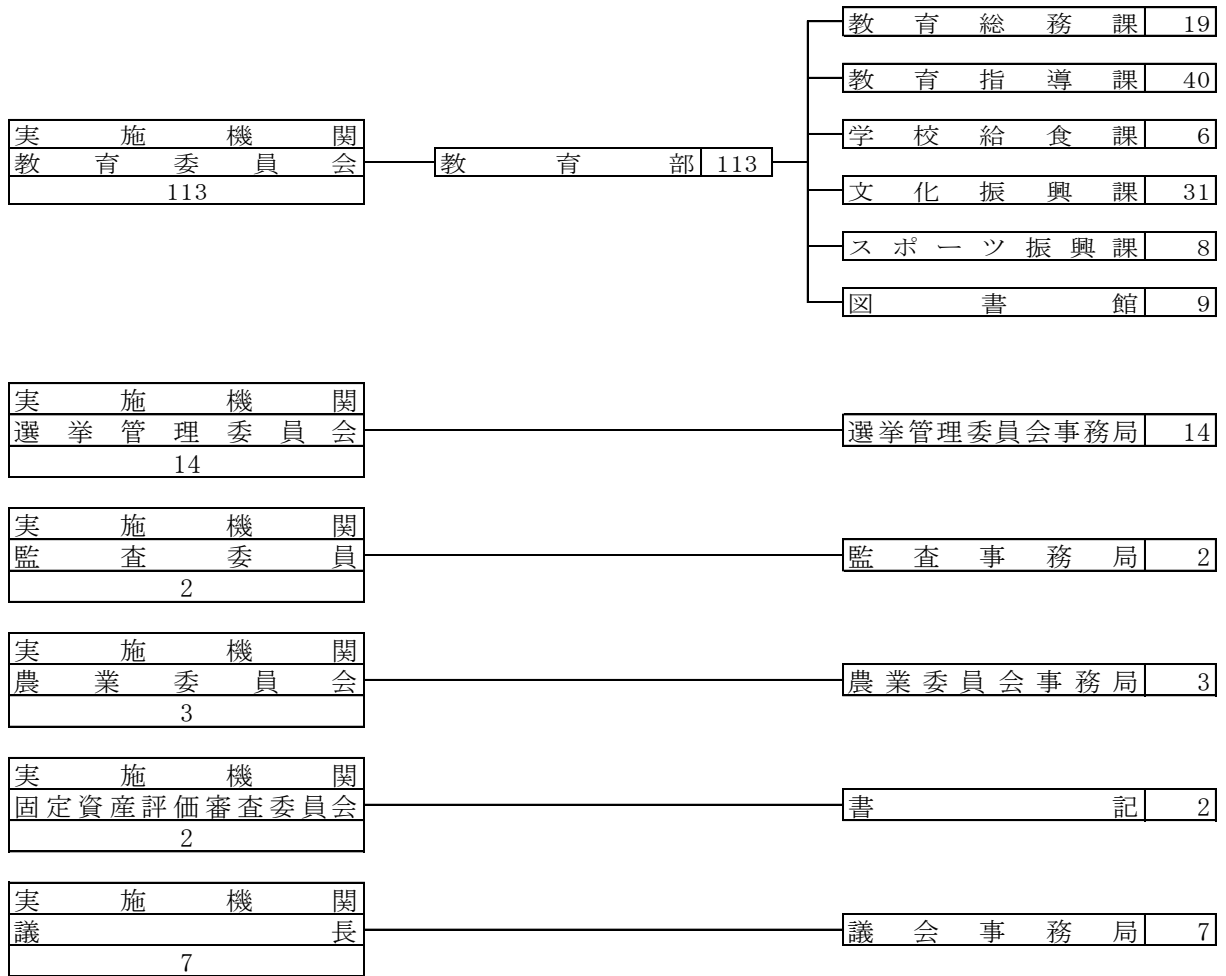 教育総務課 19
教育指導課 40
実施機関
学校給食課 6
教育委員会
教育部 113
113
文化振興課 31
スポーツ振興課 8
図書館 9
実施機関
選挙管理委員会
選挙管理委員会事務局 14
14
実施機関
監査委員
監査事務局 2
2
実施機関
農業委員会
農業委員会事務局 3
3
実施機関
固定資産評価審査委員会
書記 2
2
実施機関
議長
議会事務局 7
7